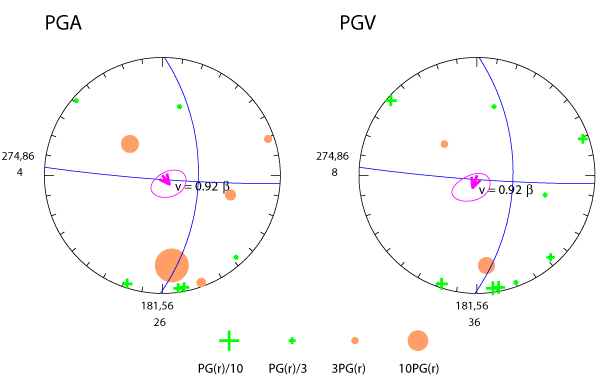 PGA
PGV
274,86
4
v = 0.92 β
181,56
26
274,86
8
v = 0.92 β
181,56
36
PG(r)/10
PG(r)/3
3PG(r)
10PG(r)